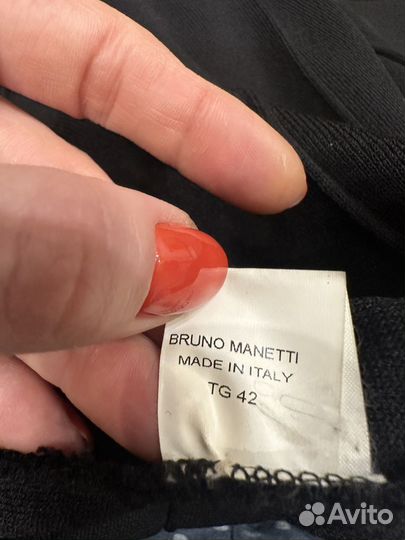 BRUNO MANETTI
MADE IN ITALY
TG 42
Avito